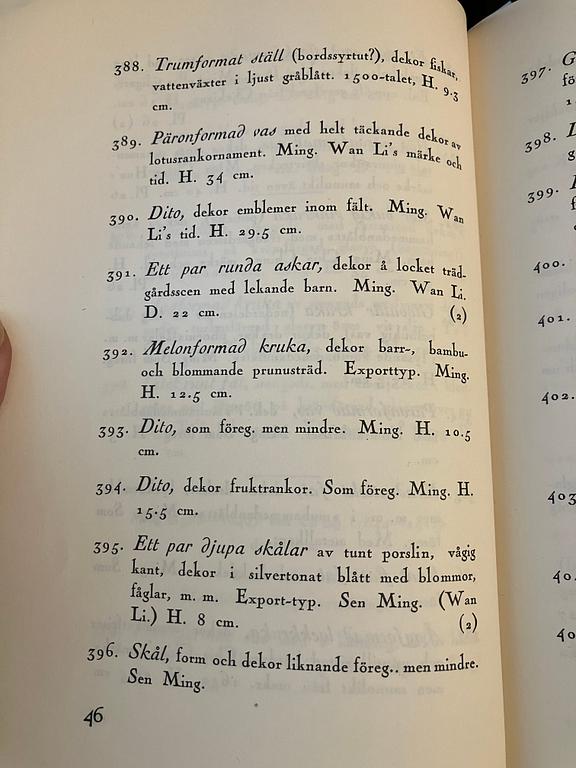 388. Trumformat ställ (bordssyrtut?), dekor fiskar,
vattenväxter i ljust gråblått. 1500-talet, H. 9.3
cm.
389. Päronformad vas med helt täckande dekor av
lotusrankornament. Ming. Wan Li's märke och
tid. H. 34 cm.
390. Dito, dekor emblemer inom fält. Ming. Wan
Li's tid. H. 29.5 cm.
391. Ett par runda askar, dekor å locket träd-
gårdsscen med lekande barn. Ming. Wan Li.
D. 22 cm. (2)
392. Melonformad kruka, dekor barr-, bambu-
och blommande prunusträd. Exporttyp. Ming.
H. 12.5 cm.
393. Dito, som föreg. men mindre. Ming. H. 10.5
cm.
394. Dito, dekor fruktrankor. Som föreg. Ming. H.
15.5 cm.
395. Ett par djupa skålar av tunt porslin, vågig
kant, dekor i silvertonat blått med blommor,
fåglar, m. m. Export-typ. Sen Ming. (Wan
Li.) H. 8 cm. (2)
396. Skål, form och dekor liknande föreg.. men mindre.
Sen Ming.
46
397.
398.
399.
400.
401.
402.